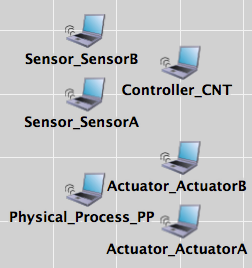 Sensor_SensorB
Controller_CNT
Sensor_SensorA
Actuator_ActuatorB
Physical_Process_PP
Actuator_ActuatorA